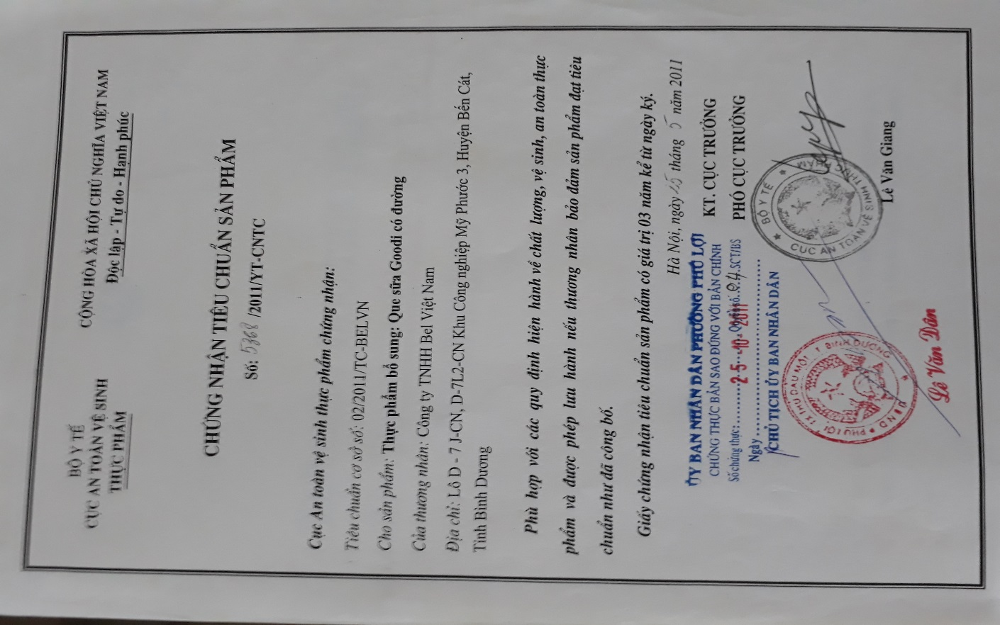 BỘ Y TẾ
CỤC AN TOÀN VỆ SINH
THỰC PHẨM
CỘNG HÒA XÃ HỘI CHỦ NGHĨA VIỆT NAM
Độc lập - Tự do - Hạnh phúc
CHỨNG NHẬN TIÊU CHUẨN SẢN PHẨM
Số: 5368 /2011/YT-CNTC
Cục An toàn vệ sinh thực phẩm chứng nhận:
Tiêu chuẩn cơ sở số: 02/2011/TC-BELVN
Cho sản phẩm: Thực phẩm bổ sung: Que sữa Goodi có đường
Của thương nhân: Công ty TNHH Bel Việt Nam
Địa chỉ: Lô D - 7 J-CN, D-7L2-CN Khu Công nghiệp Mỹ Phước 3, Huyện Bến Cát,
Tỉnh Bình Dương
Phù hợp với các quy định hiện hành về chất lượng, vệ sinh, an toàn thực
phẩm và được phép lưu hành nếu thương nhân bảo đảm sản phẩm đạt tiêu
chuẩn như đã công bố.
Giấy chứng nhận tiêu chuẩn sản phẩm có giá trị 03 năm kể từ ngày ký.
Hà Nội, ngày 15 tháng 5 năm 2011
KT. CỤC TRƯỞNG
PHÓ CỤC TRƯỞNG
BỘ Y TẾ
CỤC AN TOÀN VỆ SINH THỰC PHẨM
Lê Văn Giang
ỦY BAN NHÂN DÂN PHƯỜNG PHÚ LỢI
CHỨNG THỰC BẢN SAO ĐÚNG VỚI BẢN CHÍNH
Số chứng thực: 04 SCT/BS
Ngày 25 -10- 2011
CHỦ TỊCH ỦY BAN NHÂN DÂN
U.B.N.D PHÚ LỢI TX THỦ DẦU MỘT T. BÌNH DƯƠNG
Lê Văn Dân